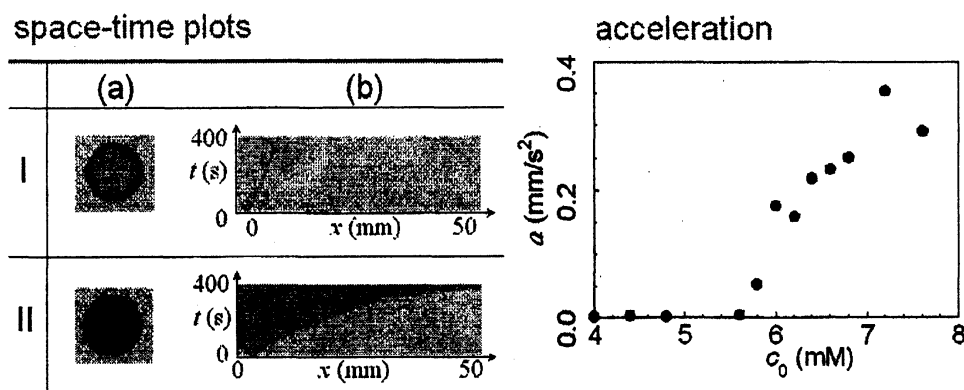 space-time plots
(a) (b)
I
400
t (s)
0
0 x (mm) 50
II
400
t (s)
0
0 x (mm) 50
acceleration
0.4
0.2
0.0
a (mm/s²)
4 5 6 7 8
c₀ (mM)